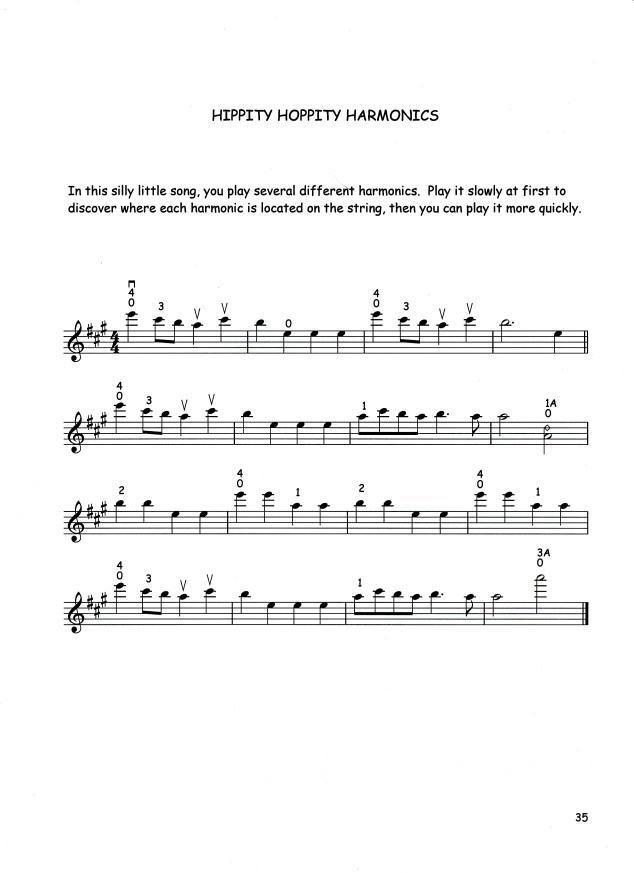 HIPPITY HOPPITY HARMONICS
In this silly little song, you play several different harmonics. Play it slowly at first to
discover where each harmonic is located on the string, then you can play it more quickly.
4 4
0 3 0 0 3
4
4
4 1A
0 3 1 0
4 4
2 0 1 2 0 1
4 3A
0 3 1 0
35